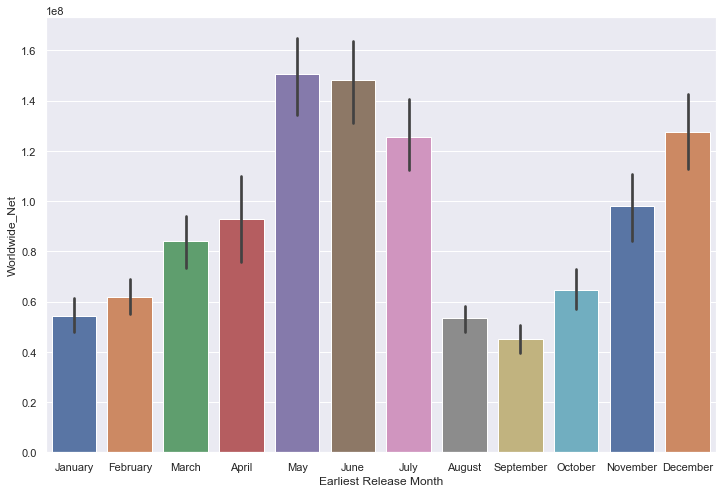 1e8
1.6
1.4
1.2
1.0
0.8
0.6
0.4
0.2
0.0
Worldwide_Net
January February March April May June July August September October November December
Earliest Release Month